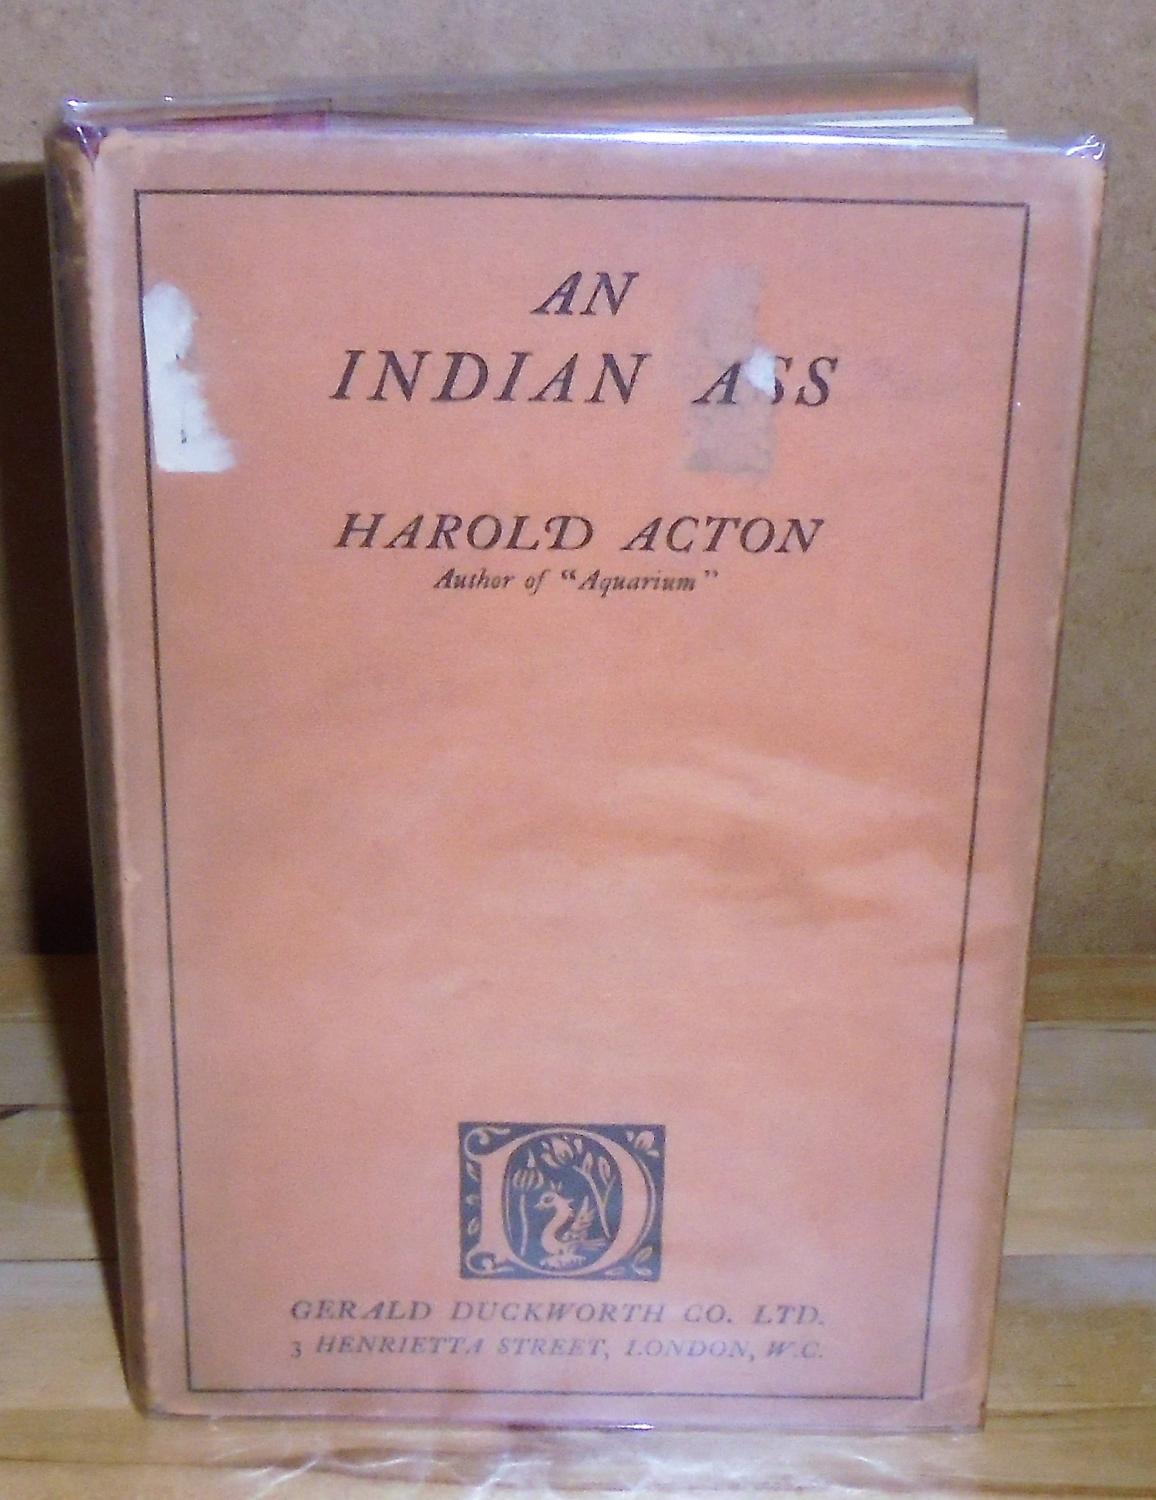 AN
INDIAN ASS
HAROLD ACTON
Author of "Aquarium"
D
GERALD DUCKWORTH CO. LTD.
3 HENRIETTA STREET, LONDON, W.C.